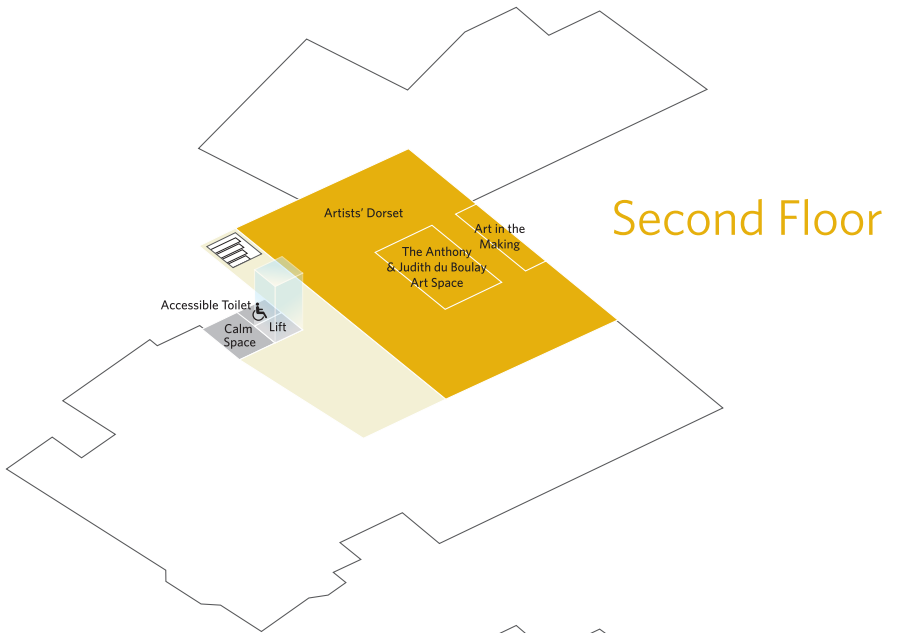 Second Floor
Artists’ Dorset
Art in the
Making
The Anthony
& Judith du Boulay
Art Space
Accessible Toilet
Lift
Calm
Space